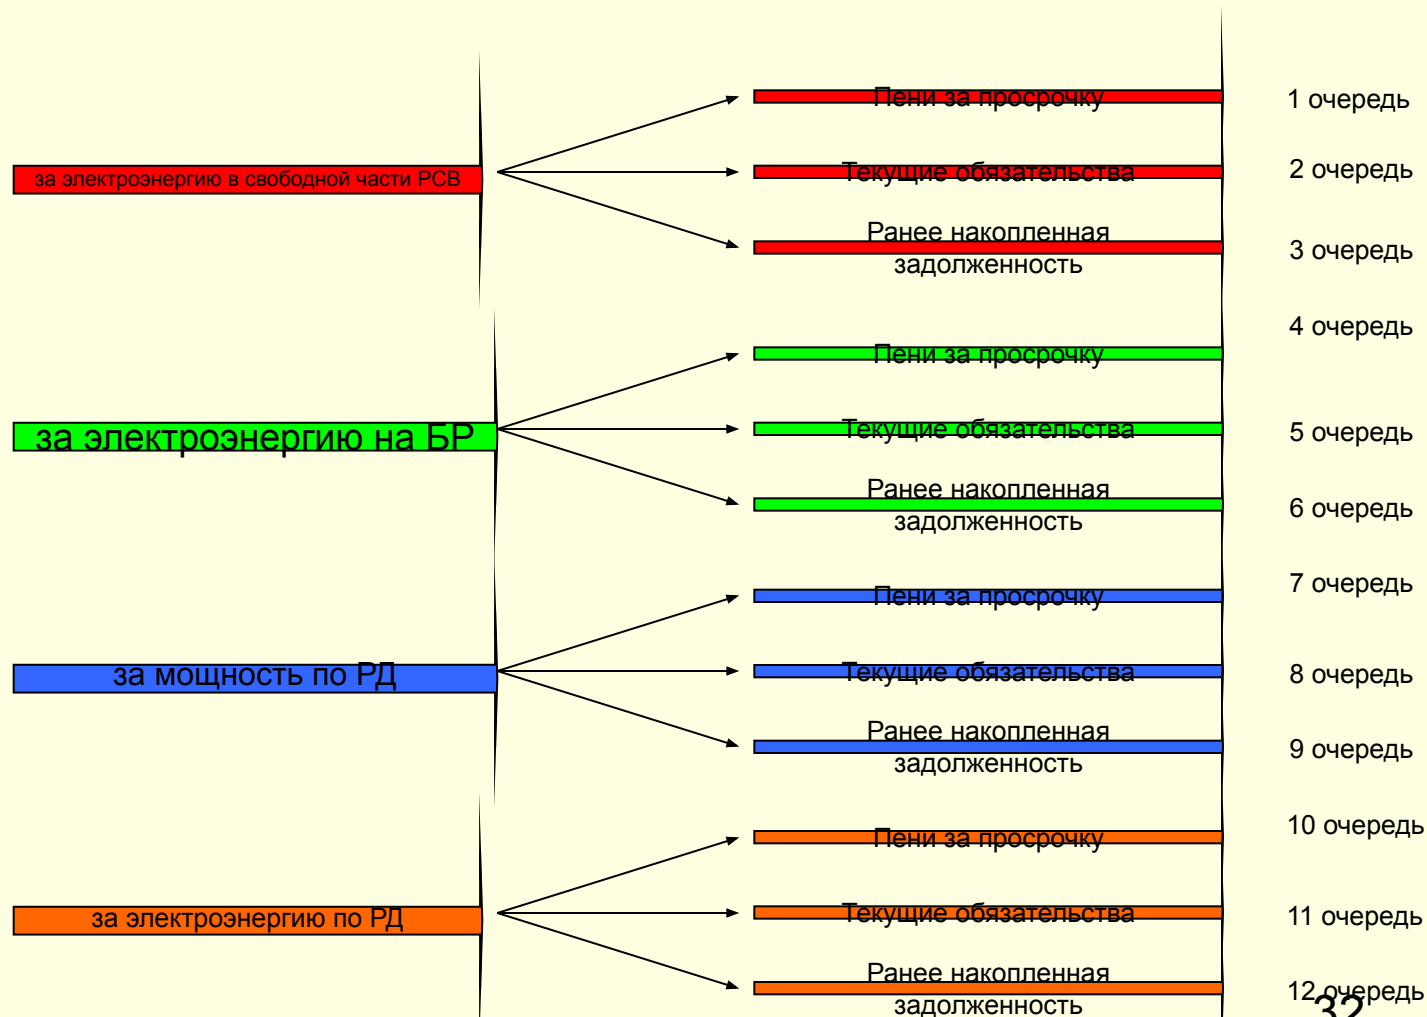 Пени за просрочку
1 очередь
за электроэнергию в свободной части РСВ
Текущие обязательства
2 очередь
Ранее накопленная
задолженность
3 очередь
4 очередь
Пени за просрочку
за электроэнергию на БР
Текущие обязательства
5 очередь
Ранее накопленная
задолженность
6 очередь
7 очередь
Пени за просрочку
за мощность по РД
Текущие обязательства
8 очередь
Ранее накопленная
задолженность
9 очередь
10 очередь
Пени за просрочку
за электроэнергию по РД
Текущие обязательства
11 очередь
Ранее накопленная
задолженность
12 очередь
32